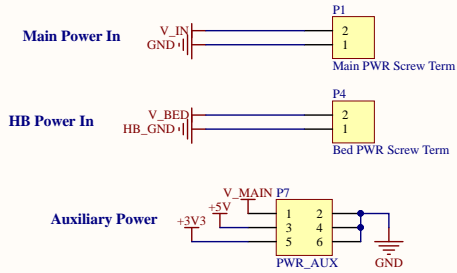 P1
Main Power In
V_IN 2
GND 1
Main PWR Screw Term
P4
HB Power In
V_BED 2
HB_GND 1
Bed PWR Screw Term
V_MAIN P7
Auxiliary Power
+5V 1 2
+3V3 3 4
5 6
PWR_AUX
GND